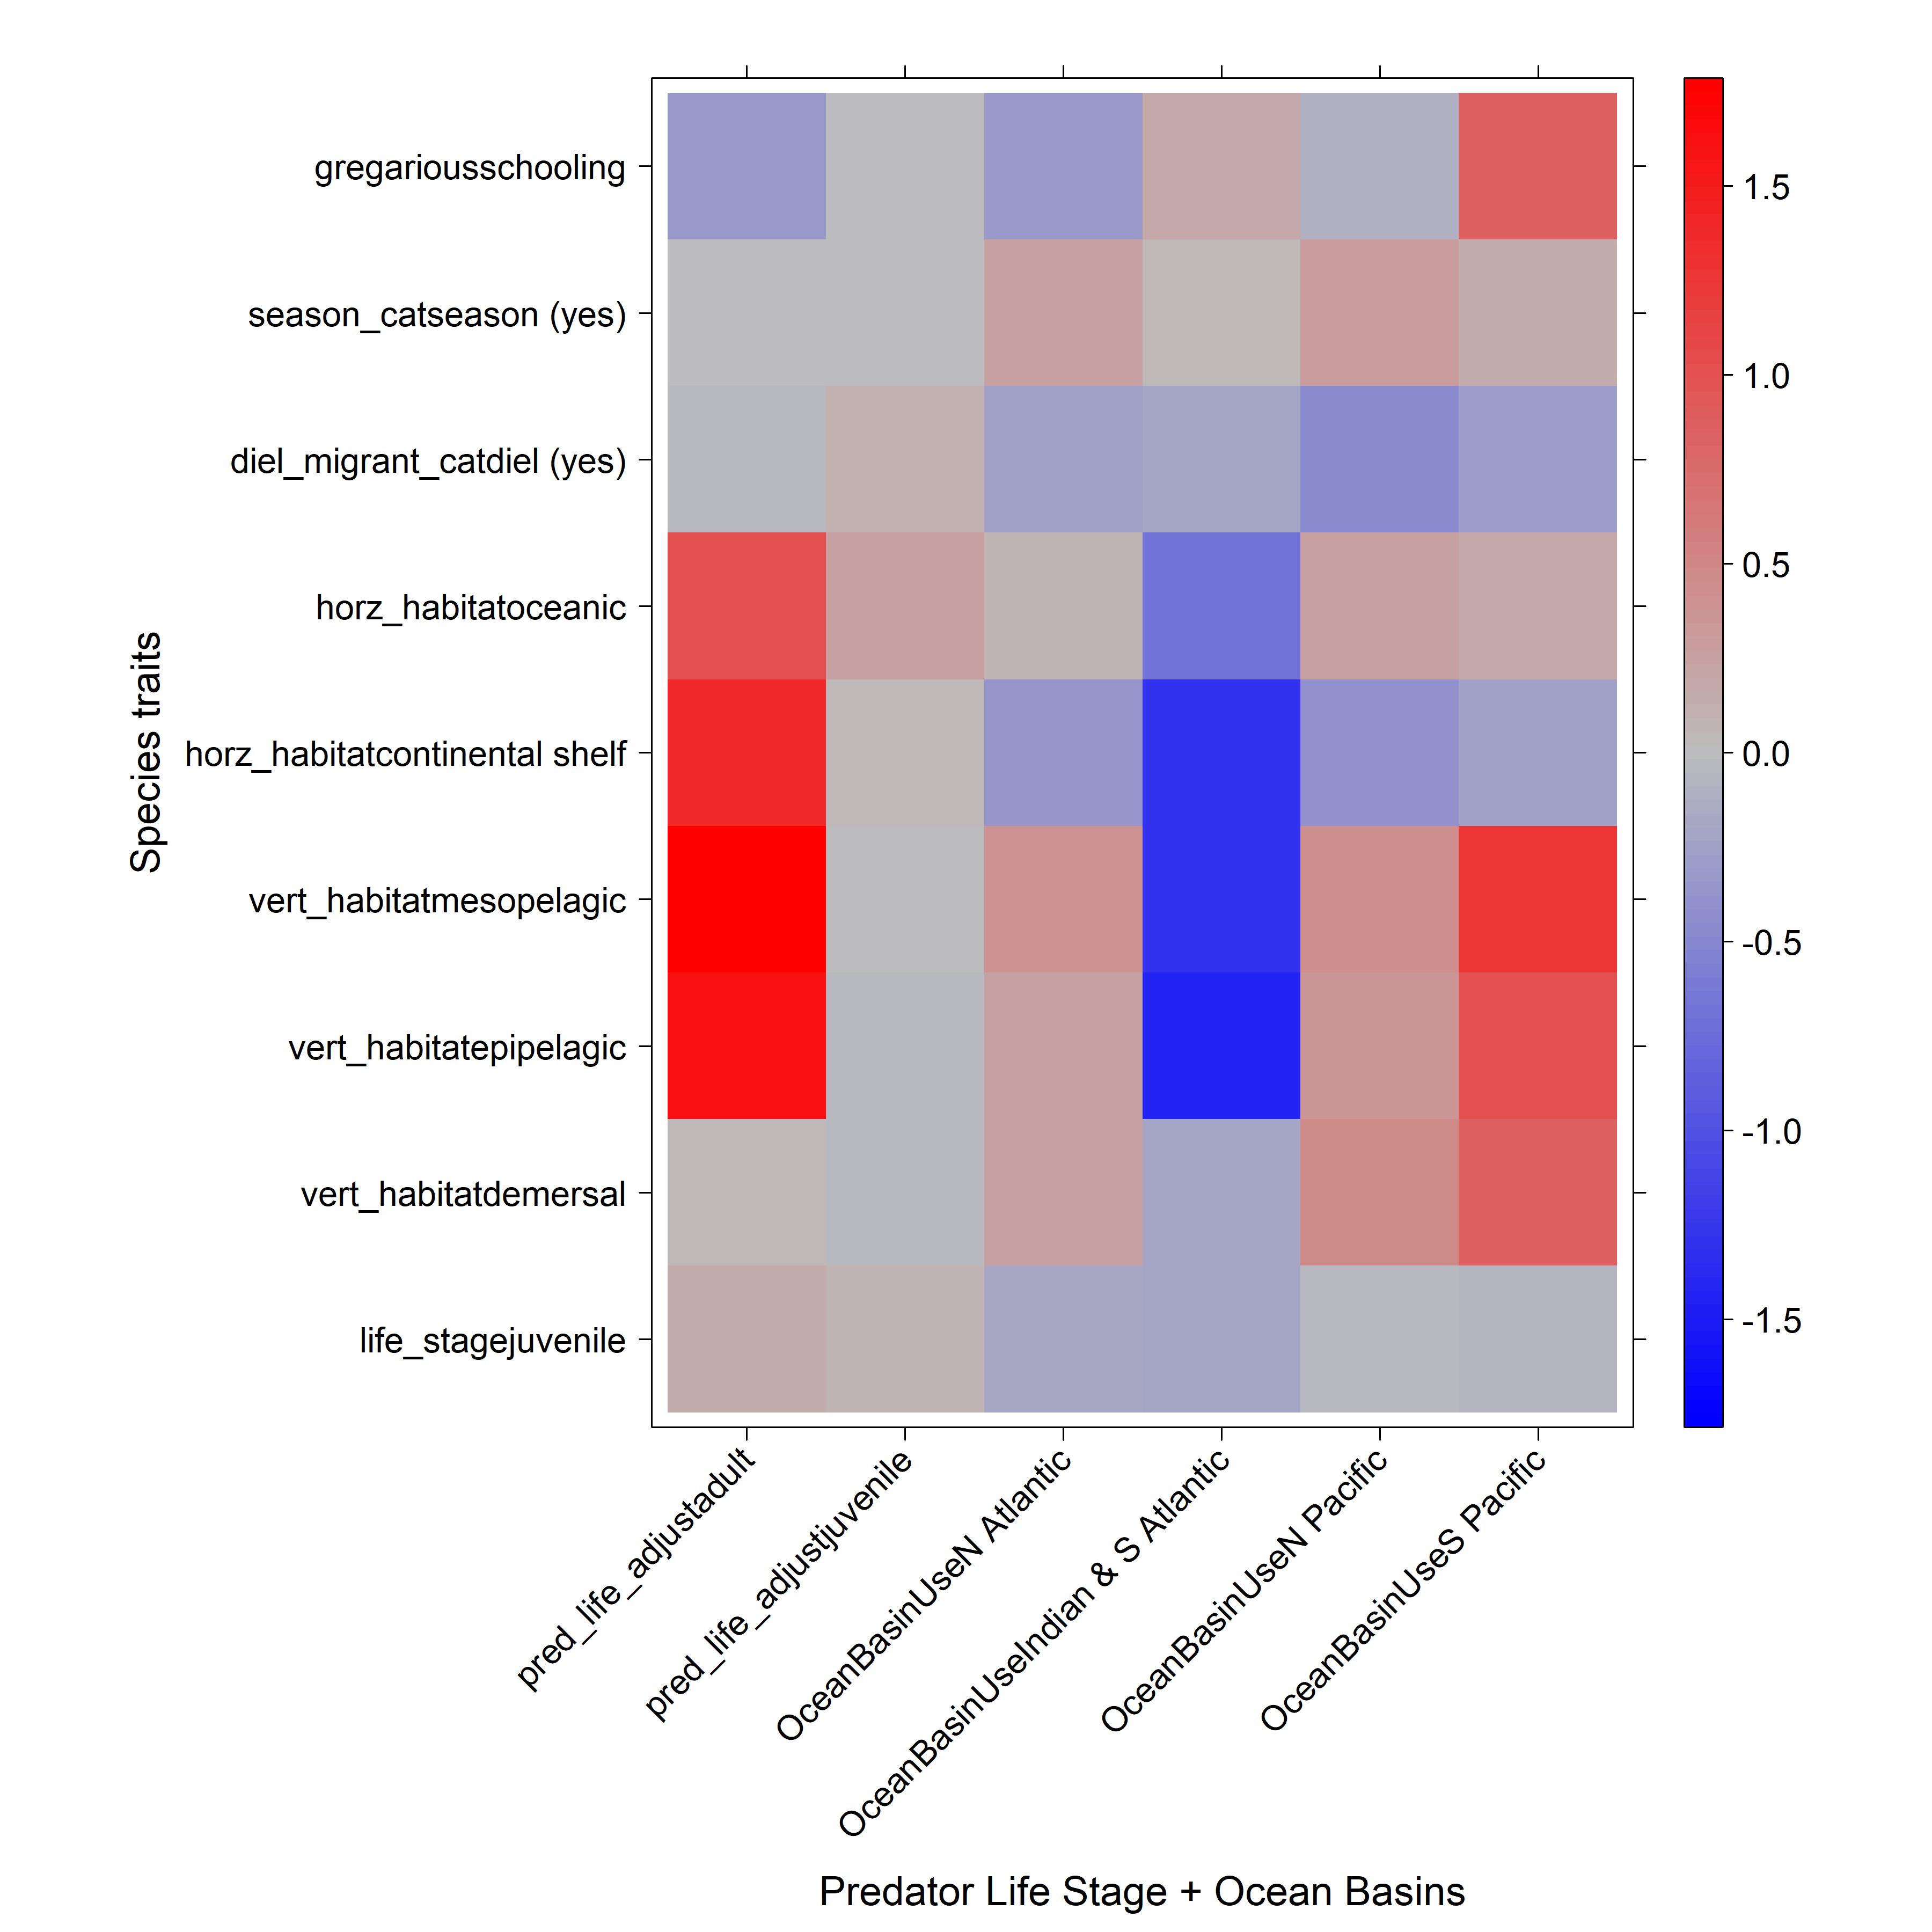 gregariousschooling
season_catseason (yes)
diel_migrant_catdiel (yes)
horz_habitatoceanic
horz_habitatcontinental shelf
vert_habitatmesopelagic
vert_habitatepipelagic
vert_habitatdemersal
life_stagejuvenile
Species traits
pred_life_adjustadult
pred_life_adjustjuvenile
OceanBasinUseN Atlantic
OceanBasinUseIndian & S Atlantic
OceanBasinUseN Pacific
OceanBasinUseS Pacific
Predator Life Stage + Ocean Basins
1.5
1.0
0.5
0.0
-0.5
-1.0
-1.5